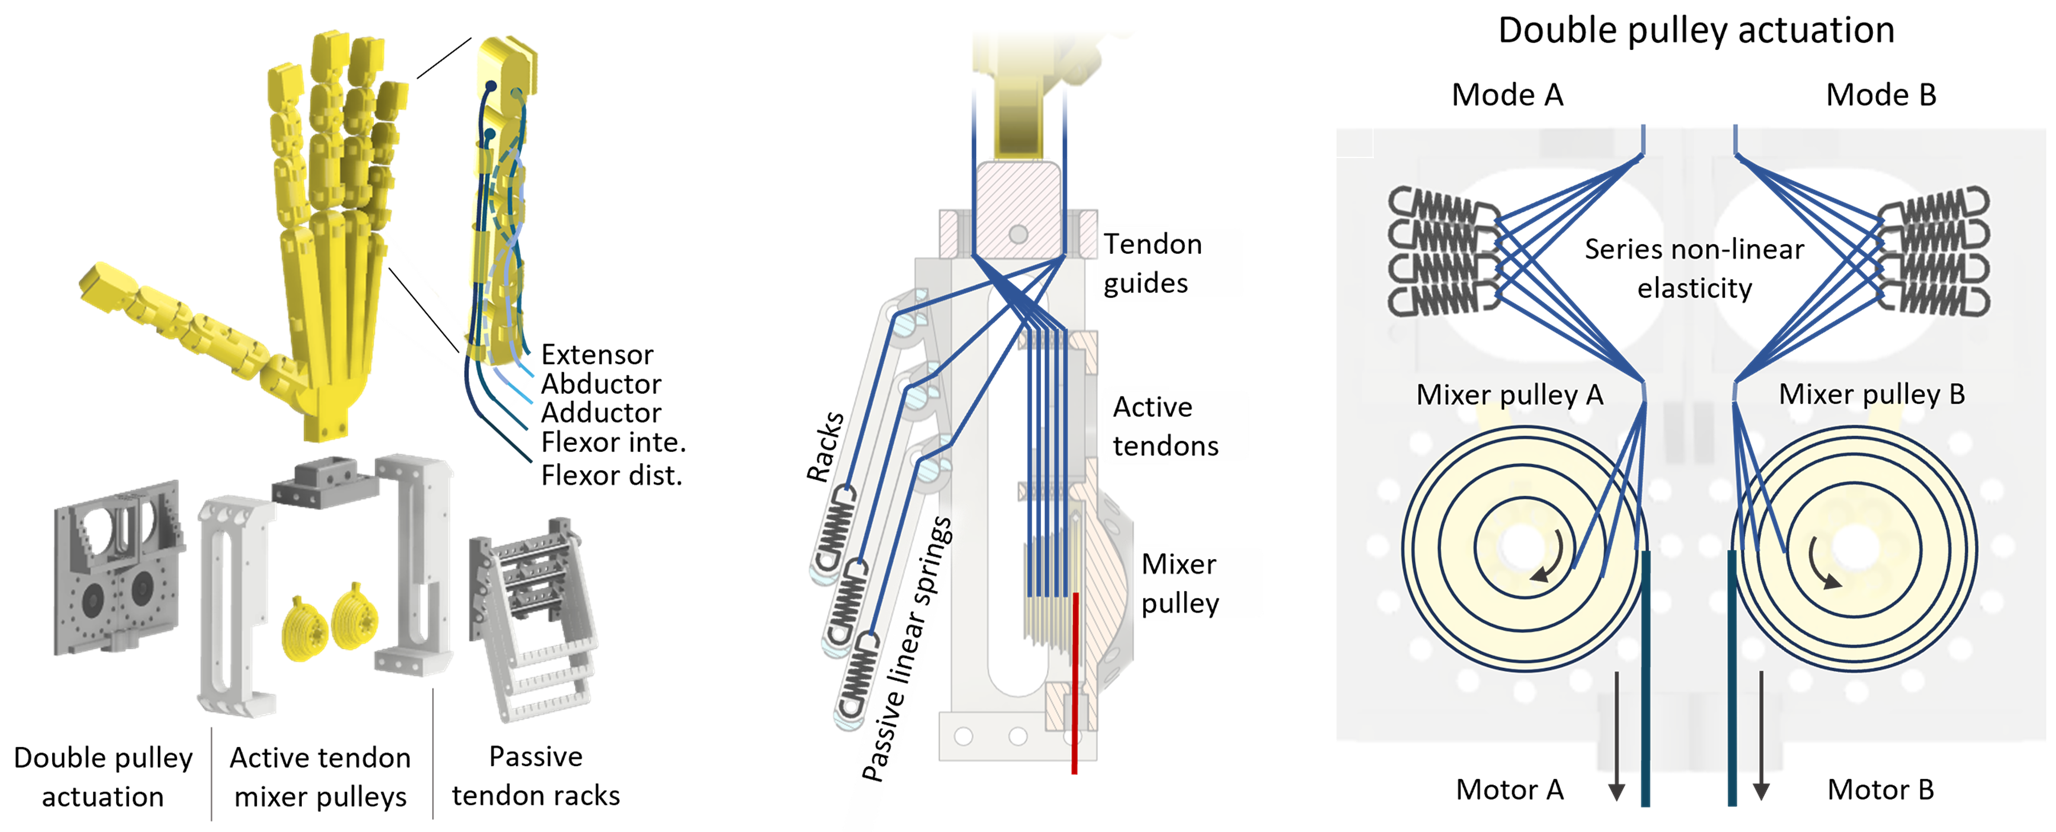 Extensor
Abductor
Adductor
Flexor inte.
Flexor dist.
Double pulley
actuation
Active tendon
mixer pulleys
Passive
tendon racks
Tendon
guides
Racks
Active
tendons
Passive linear springs
Mixer
pulley
Double pulley actuation
Mode A
Mode B
Series non-linear
elasticity
Mixer pulley A
Mixer pulley B
Motor A
Motor B